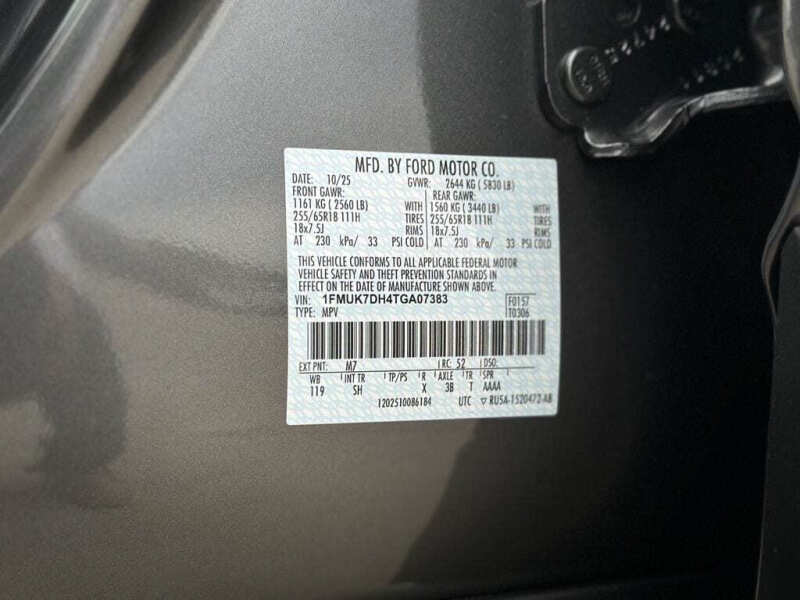 MFD. BY FORD MOTOR CO.
DATE: 10/25 GVWR: 2644 KG ( 5830 LB)
FRONT GAWR: REAR GAWR:
1161 KG ( 2560 LB) WITH 1560 KG ( 3440 LB) WITH
255/65R18 111H TIRES 255/65R18 111H TIRES
18x7.5J RIMS 18x7.5J RIMS
AT 230 kPa/ 33 PSI COLD AT 230 kPa/ 33 PSI COLD
THIS VEHICLE CONFORMS TO ALL APPLICABLE FEDERAL MOTOR
VEHICLE SAFETY AND THEFT PREVENTION STANDARDS IN
EFFECT ON THE DATE OF MANUFACTURE SHOWN ABOVE.
VIN: 1FMUK7DH4TGA07383 F0157
TYPE: MPV T0306
EXT PNT: M7 RC: 52 DSO:
WB INT TR TP/PS R AXLE TR SPR
119 SH X 3B T AAAA
1202510086184 UTC ▽ RU5A-1520472-AB